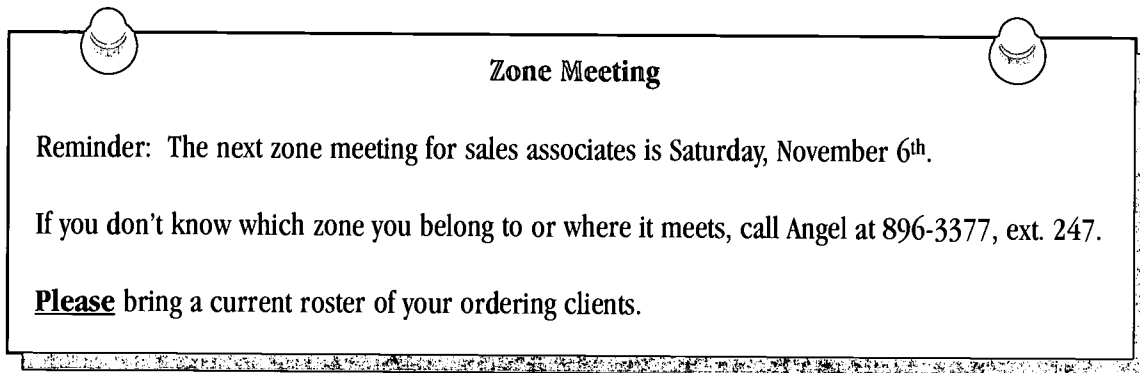 Zone Meeting
Reminder: The next zone meeting for sales associates is Saturday, November 6th.
If you don't know which zone you belong to or where it meets, call Angel at 896-3377, ext. 247.
Please bring a current roster of your ordering clients.